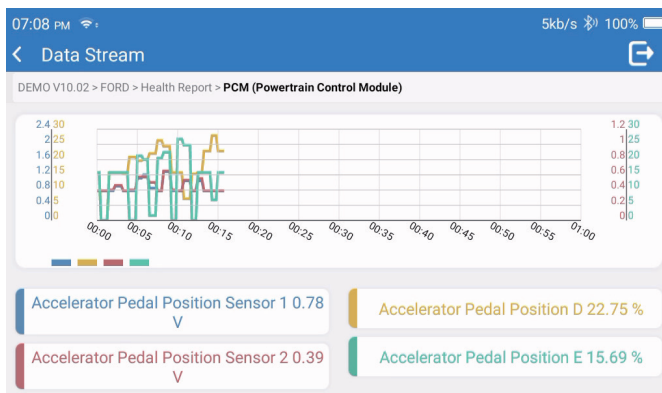 07:08 PM 5kb/s 100%
Data Stream
DEMO V10.02 > FORD > Health Report > PCM (Powertrain Control Module)
2.4 30 1.2 30
2 25 1 25
1.6 20 0.8 20
1.2 15 0.6 15
0.8 10 0.4 10
0.4 5 0.2 5
0 0 0 0
00:00 00:05 00:10 00:15 00:20 00:25 00:30 00:35 00:40 00:45 00:50 00:55 01:00
Accelerator Pedal Position Sensor 1 0.78
V
Accelerator Pedal Position D 22.75 %
Accelerator Pedal Position Sensor 2 0.39
V
Accelerator Pedal Position E 15.69 %